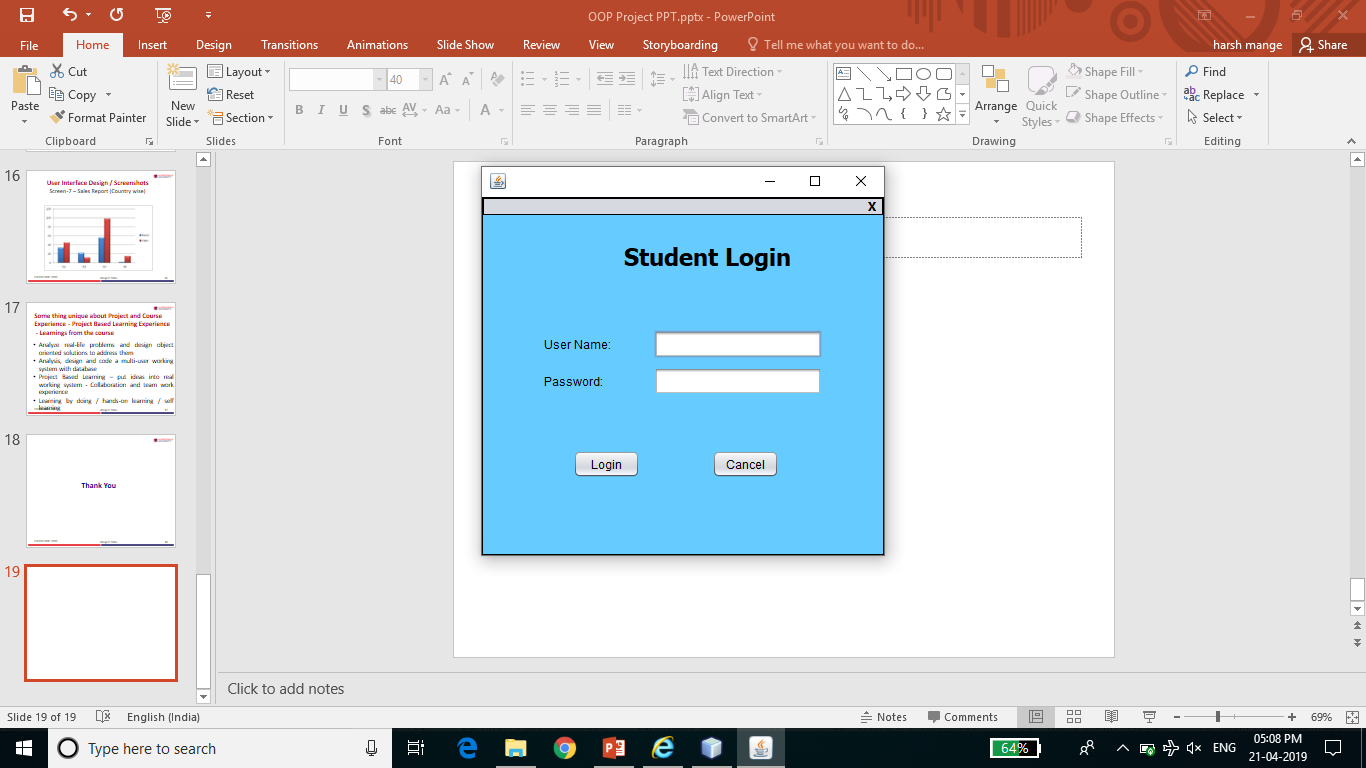 OOP Project PPT.pptx - PowerPoint
File Home Insert Design Transitions Animations Slide Show Review View Storyboarding Tell me what you want to do... harsh mange Share
Paste
Cut
Copy
Format Painter
Clipboard
New Slide
Layout
Reset
Section
Slides
40
B I U S abc AV Aa A
Font
Text Direction
Align Text
Convert to SmartArt
Paragraph
Arrange
Quick Styles
Shape Fill
Shape Outline
Shape Effects
Drawing
Find
Replace
Select
Editing
16
User Interface Design / Screenshots
Screen-7 – Sales Report (Country wise)
17
Some thing unique about Project and Course
Experience - Project Based Learning Experience
- Learnings from the course
• Analyze real-life problems and design object
oriented solutions to address them
• Analysis, design and code a multi-user working
system with database
• Project Based Learning – put ideas into real
working system - Collaboration and team work
experience
• Learning by doing / hands-on learning / self
learning
18
Thank You
19
X
Student Login
User Name:
Password:
Login Cancel
Click to add notes
Slide 19 of 19 English (India) Notes Comments 69%
Type here to search
64%
ENG
05:08 PM
21-04-2019